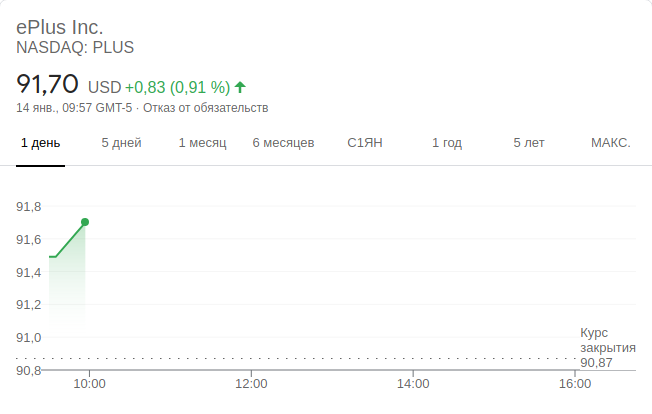 ePlus Inc.
NASDAQ: PLUS
91,70 USD +0,83 (0,91 %)
14 янв., 09:57 GMT-5 · Отказ от обязательств
1 день 5 дней 1 месяц 6 месяцев С1ЯН 1 год 5 лет МАКС.
91,8
91,6
91,4
91,2
91,0
90,8
Курс
закрытия
90,87
10:00 12:00 14:00 16:00